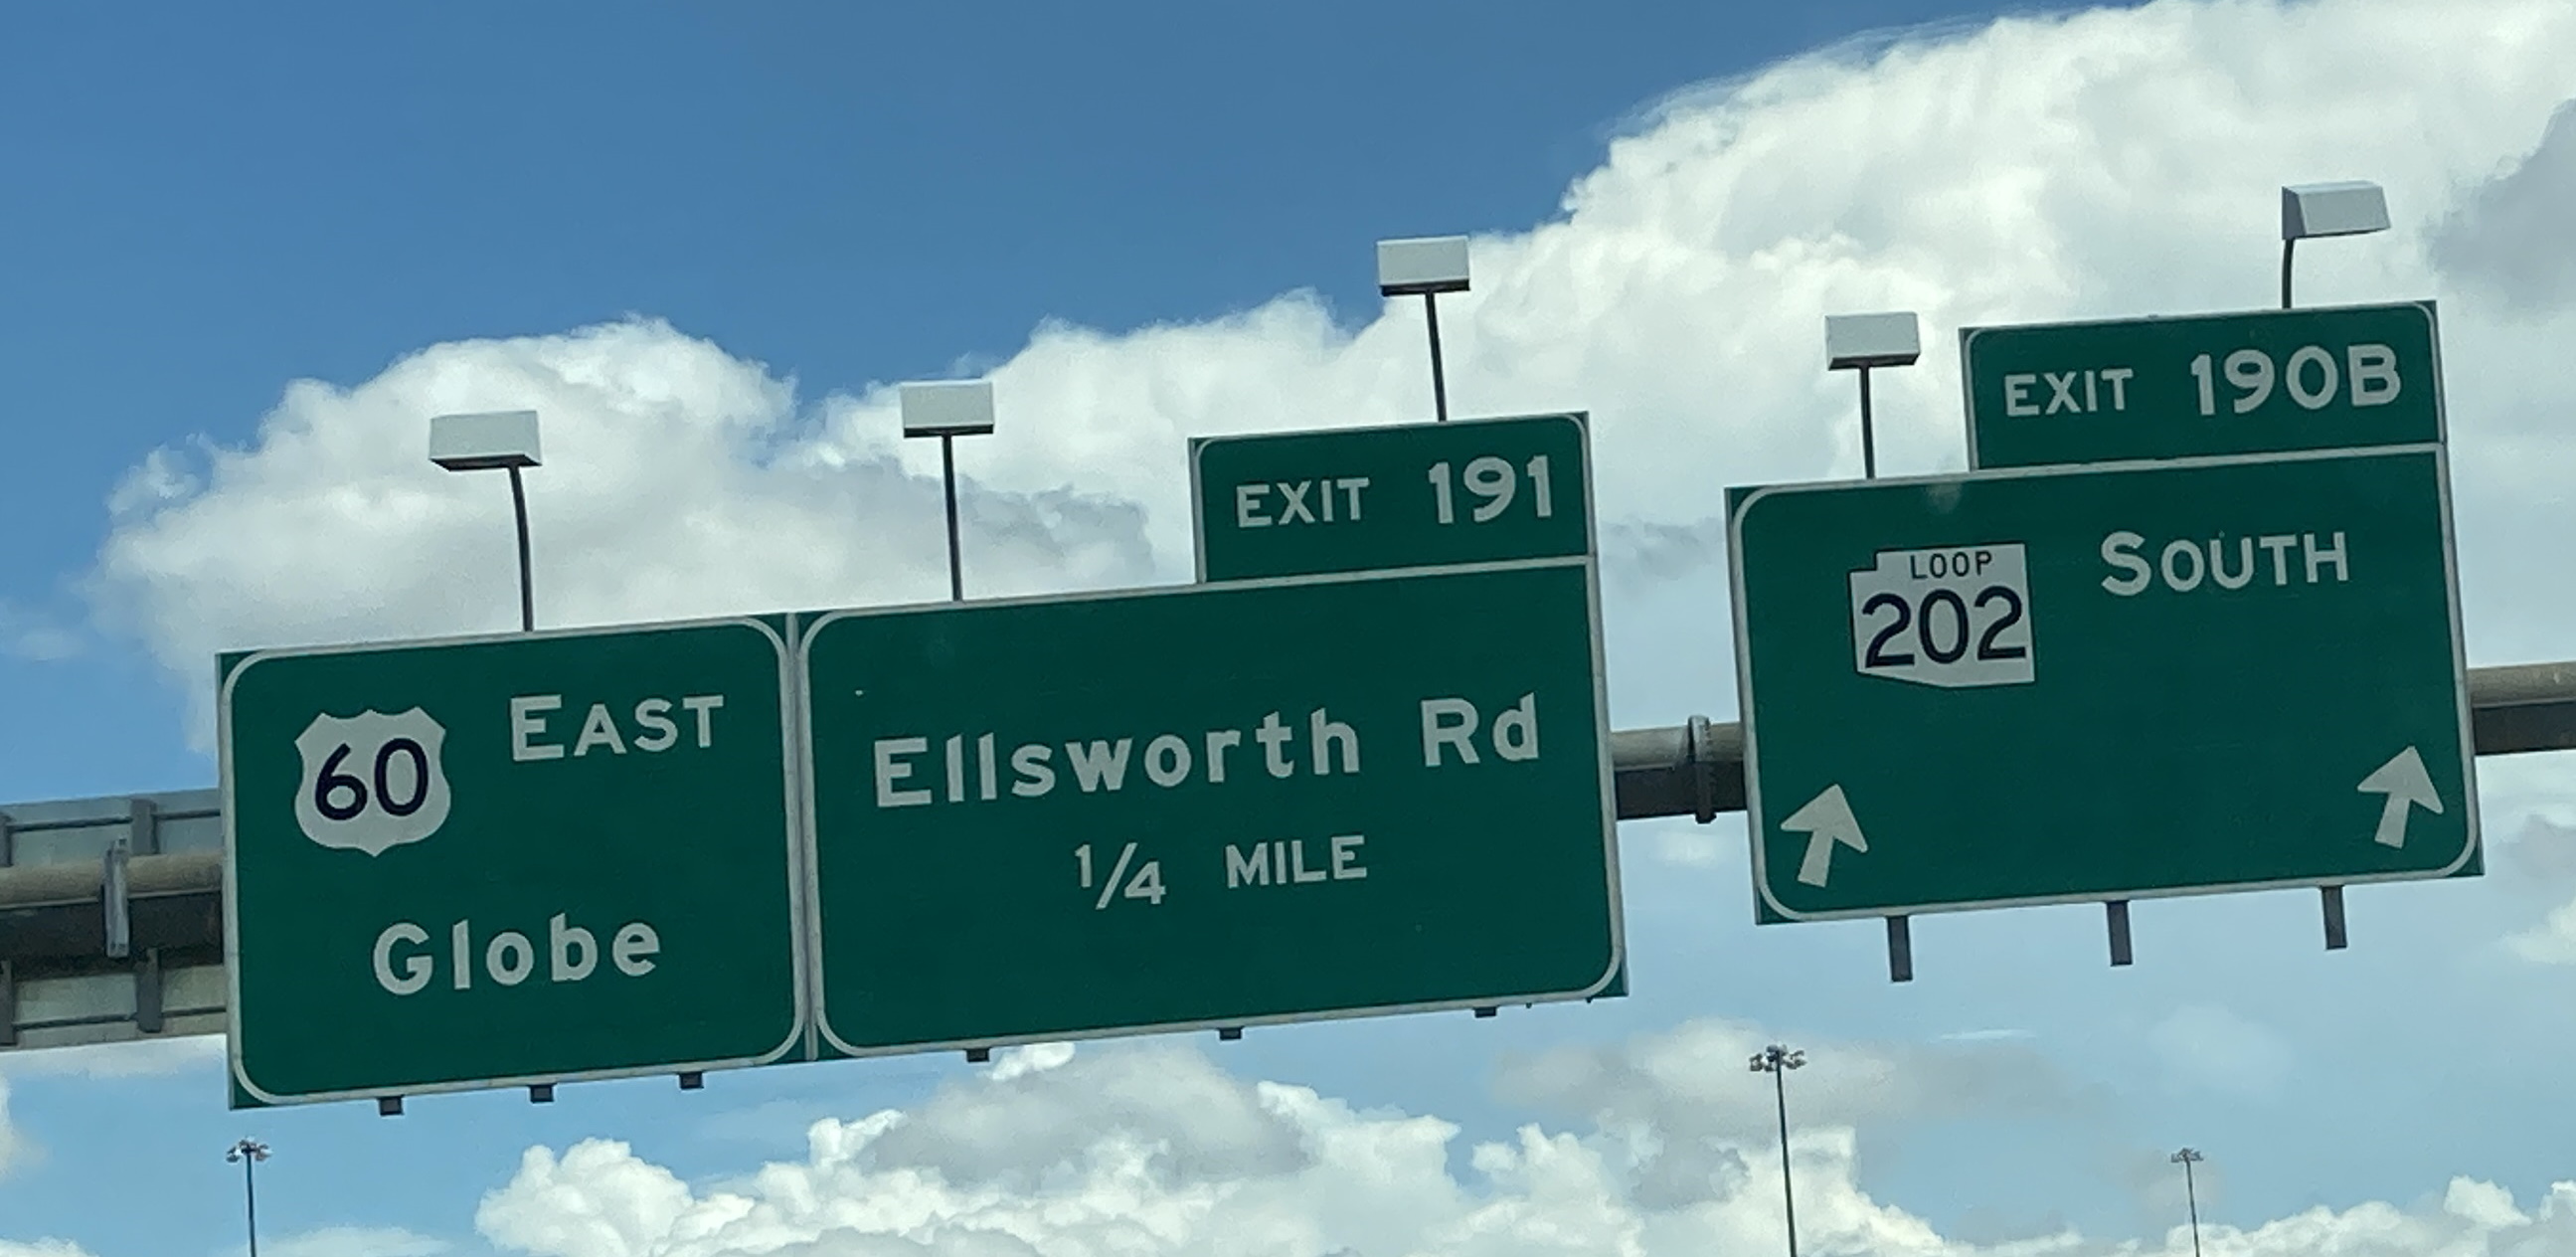 60 EAST
Globe
EXIT 191
Ellsworth Rd
1/4 MILE
EXIT 190B
LOOP
202 SOUTH